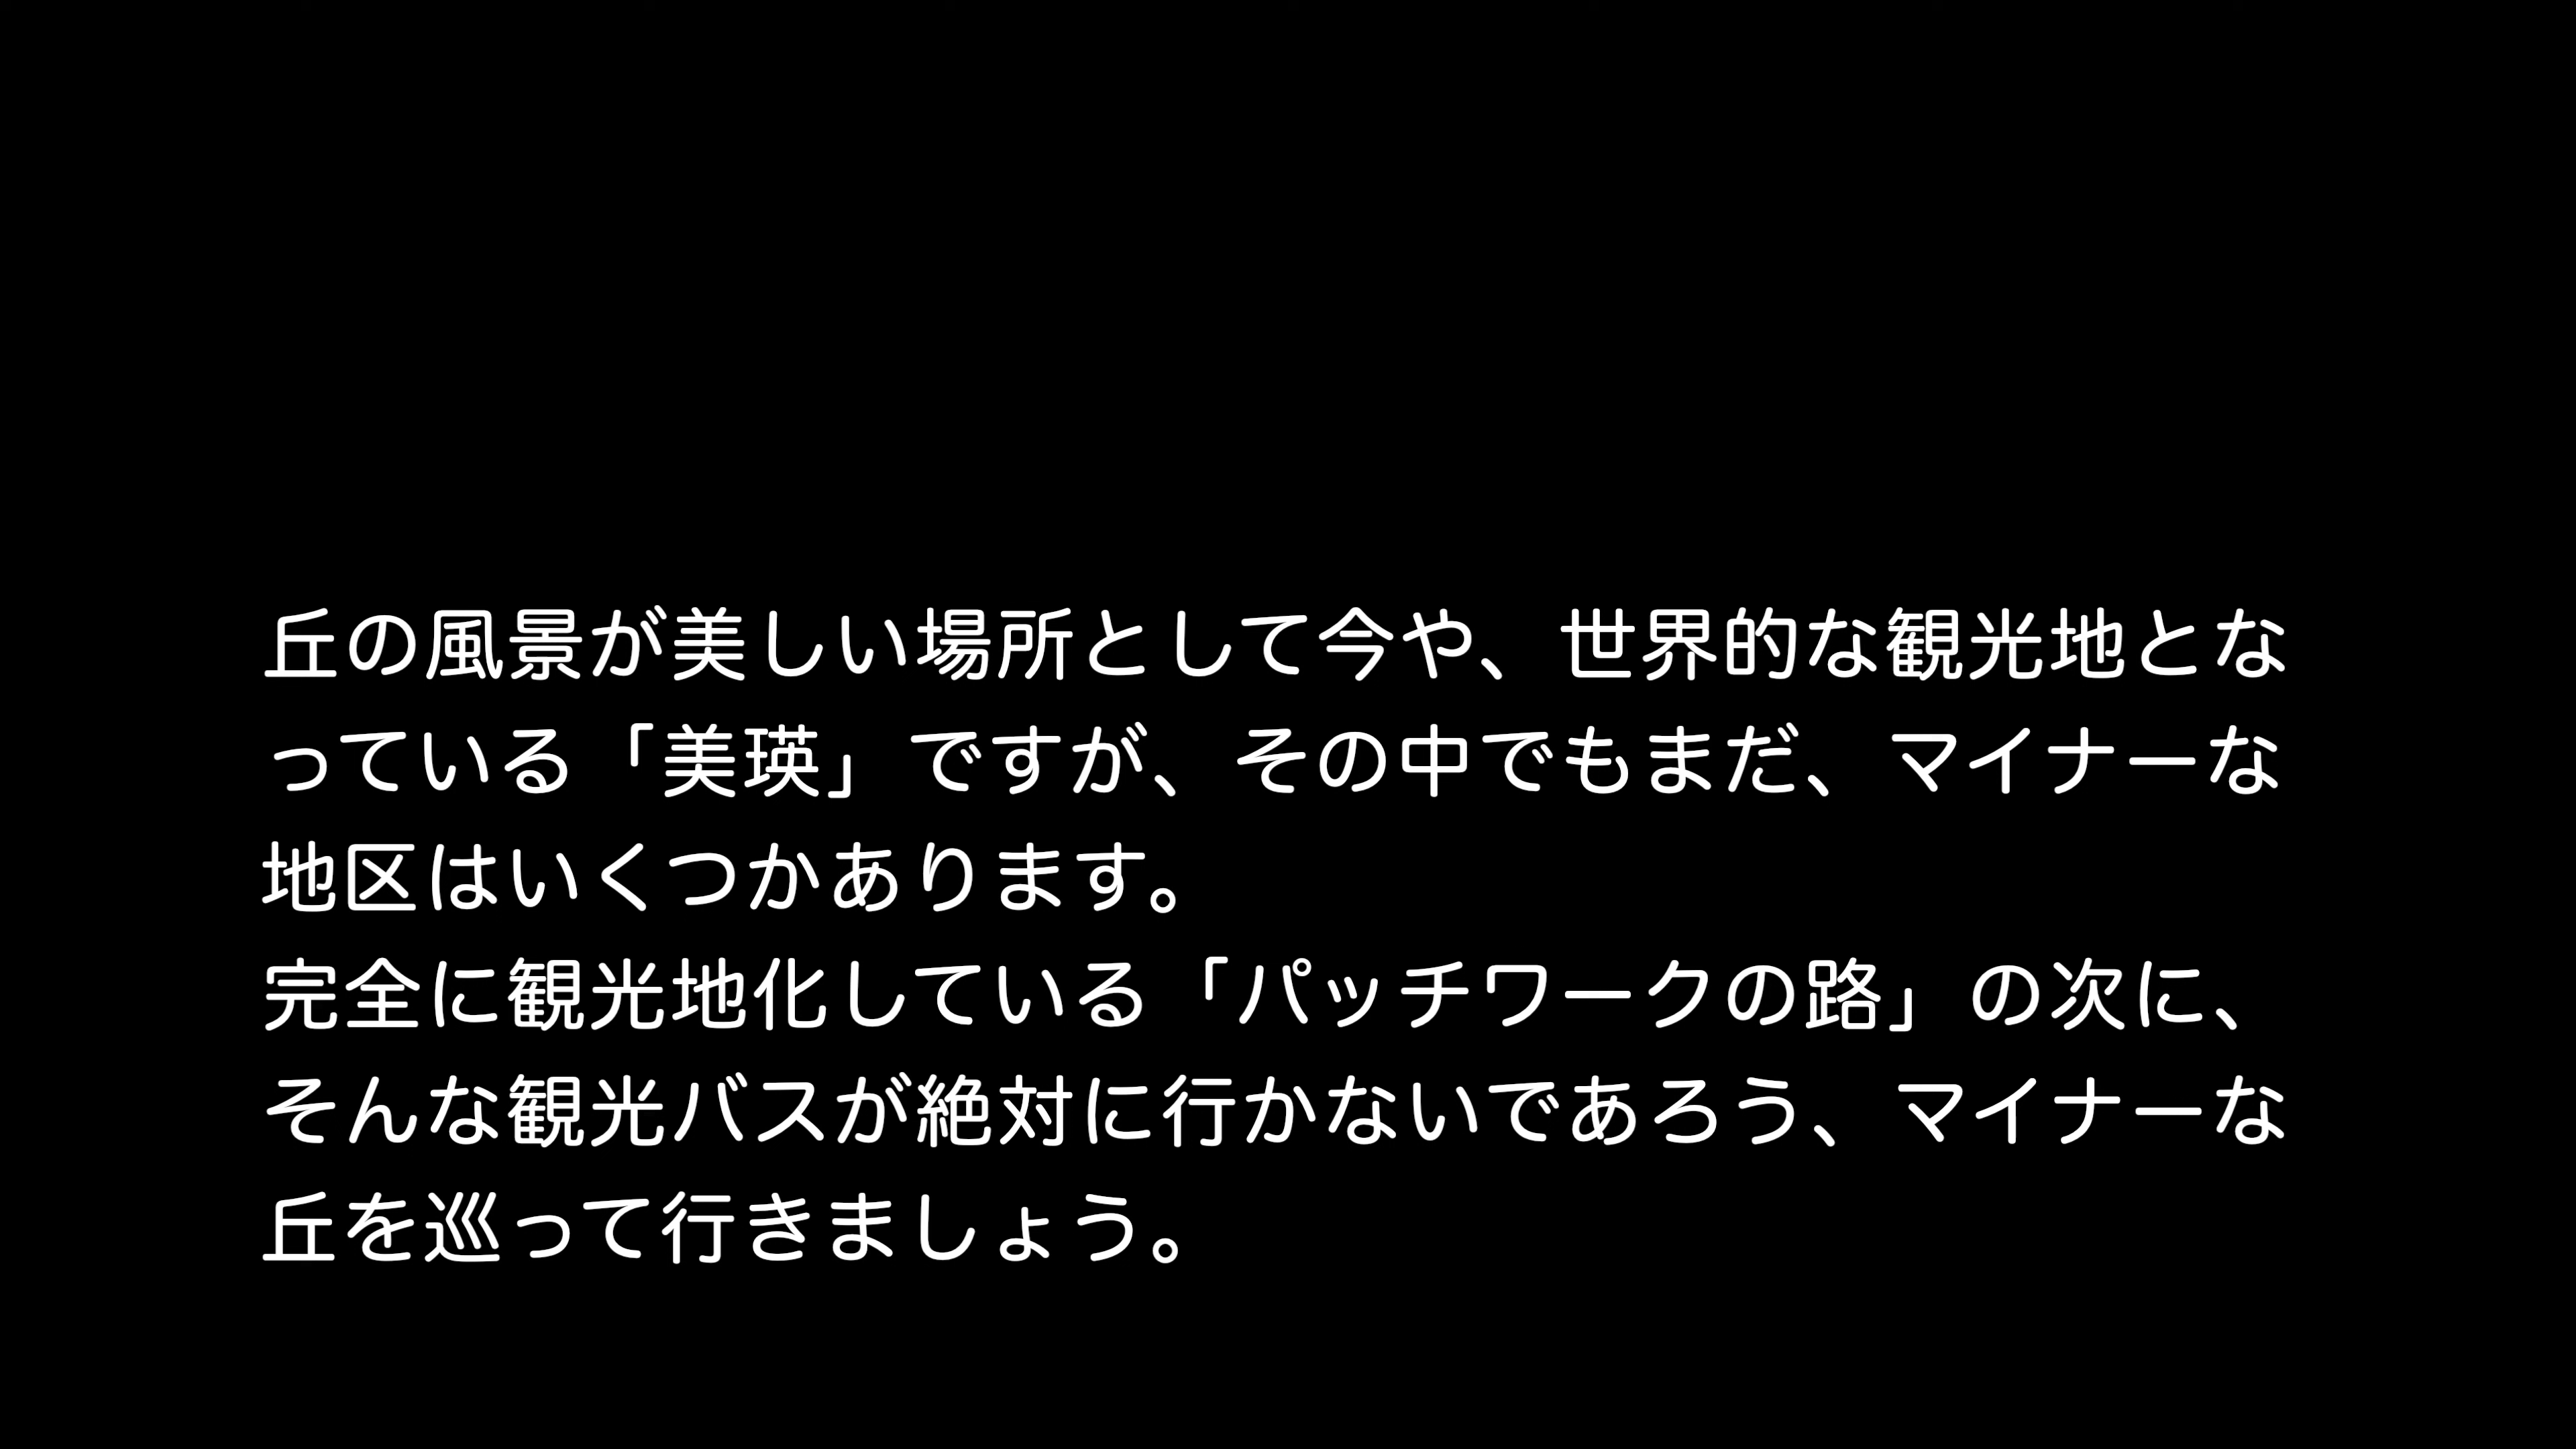 丘の風景が美しい場所として今や、世界的な観光地とな
っている「美瑛」ですが、その中でもまだ、マイナーな
地区はいくつかあります。
完全に観光地化している「パッチワークの路」の次に、
そんな観光バスが絶対に行かないであろう、マイナーな
丘を巡って行きましょう。